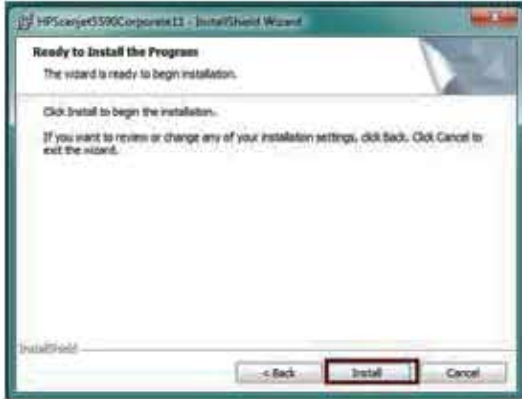 HPScanjet5590Corporate11 - InstallShield Wizard
Ready to Install the Program
The wizard is ready to begin installation.
Click Install to begin the installation.
If you want to review or change any of your installation settings, click Back. Click Cancel to
exit the wizard.
InstallShield
< Back
Install
Cancel